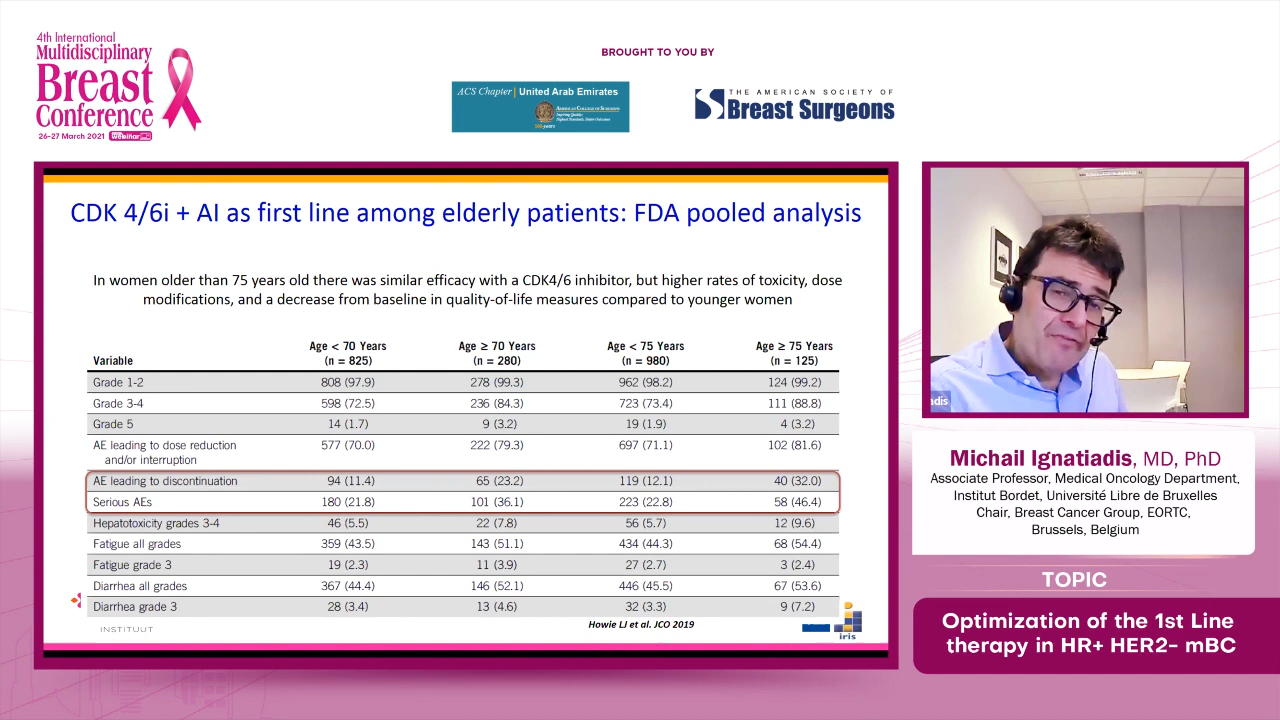 4th International
Multidisciplinary
Breast
Conference
26-27 March 2021 webinar
BROUGHT TO YOU BY
ACS Chapter | United Arab Emirates
AMERICAN COLLEGE OF SURGEONS
Inspiring Quality:
Highest Standards, Better Outcomes
100+years
THE AMERICAN SOCIETY OF
Breast Surgeons
CDK 4/6i + AI as first line among elderly patients: FDA pooled analysis
In women older than 75 years old there was similar efficacy with a CDK4/6 inhibitor, but higher rates of toxicity, dose
modifications, and a decrease from baseline in quality-of-life measures compared to younger women
Age < 70 Years Age ≥ 70 Years Age < 75 Years Age ≥ 75 Years
Variable (n = 825) (n = 280) (n = 980) (n = 125)
Grade 1-2 808 (97.9) 278 (99.3) 962 (98.2) 124 (99.2)
Grade 3-4 598 (72.5) 236 (84.3) 723 (73.4) 111 (88.8)
Grade 5 14 (1.7) 9 (3.2) 19 (1.9) 4 (3.2)
AE leading to dose reduction 577 (70.0) 222 (79.3) 697 (71.1) 102 (81.6)
and/or interruption
AE leading to discontinuation 94 (11.4) 65 (23.2) 119 (12.1) 40 (32.0)
Serious AEs 180 (21.8) 101 (36.1) 223 (22.8) 58 (46.4)
Hepatotoxicity grades 3-4 46 (5.5) 22 (7.8) 56 (5.7) 12 (9.6)
Fatigue all grades 359 (43.5) 143 (51.1) 434 (44.3) 68 (54.4)
Fatigue grade 3 19 (2.3) 11 (3.9) 27 (2.7) 3 (2.4)
Diarrhea all grades 367 (44.4) 146 (52.1) 446 (45.5) 67 (53.6)
Diarrhea grade 3 28 (3.4) 13 (4.6) 32 (3.3) 9 (7.2)
INSTITUUT
Howie LJ et al. JCO 2019
iris
adis
Michail Ignatiadis, MD, PhD
Associate Professor, Medical Oncology Department,
Institut Bordet, Université Libre de Bruxelles
Chair, Breast Cancer Group, EORTC,
Brussels, Belgium
TOPIC
Optimization of the 1st Line
therapy in HR+ HER2- mBC